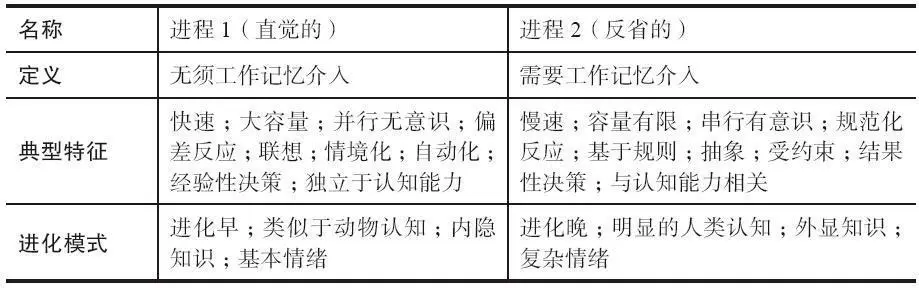 名称 进程1（直觉的） 进程2（反省的）
定义 无须工作记忆介入 需要工作记忆介入
典型特征
快速；大容量；并行无意识；偏
差反应；联想；情境化；自动化；
经验性决策；独立于认知能力
慢速；容量有限；串行有意识；规范化
反应；基于规则；抽象；受约束；结果
性决策；与认知能力相关
进化模式
进化早；类似于动物认知；内隐
知识；基本情绪
进化晚；明显的人类认知；外显知识；
复杂情绪